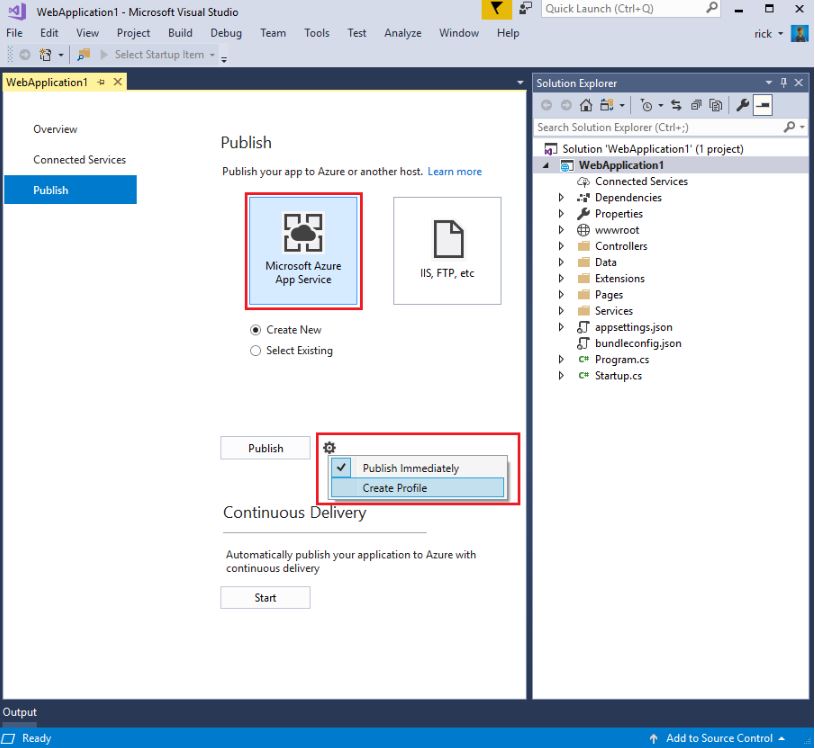 WebApplication1 - Microsoft Visual Studio
Quick Launch (Ctrl+Q)
File Edit View Project Build Debug Team Tools Test Analyze Window Help
rick
Select Startup Item
WebApplication1
Overview
Connected Services
Publish
Publish
Publish your app to Azure or another host. Learn more
Microsoft Azure
App Service
IIS, FTP, etc
Create New
Select Existing
Publish
Publish Immediately
Create Profile
Continuous Delivery
Automatically publish your application to Azure with
continuous delivery
Start
Solution Explorer
Search Solution Explorer (Ctrl+;)
Solution 'WebApplication1' (1 project)
WebApplication1
Connected Services
Dependencies
Properties
wwwroot
Controllers
Data
Extensions
Pages
Services
appsettings.json
bundleconfig.json
C# Program.cs
C# Startup.cs
Output
Ready
Add to Source Control